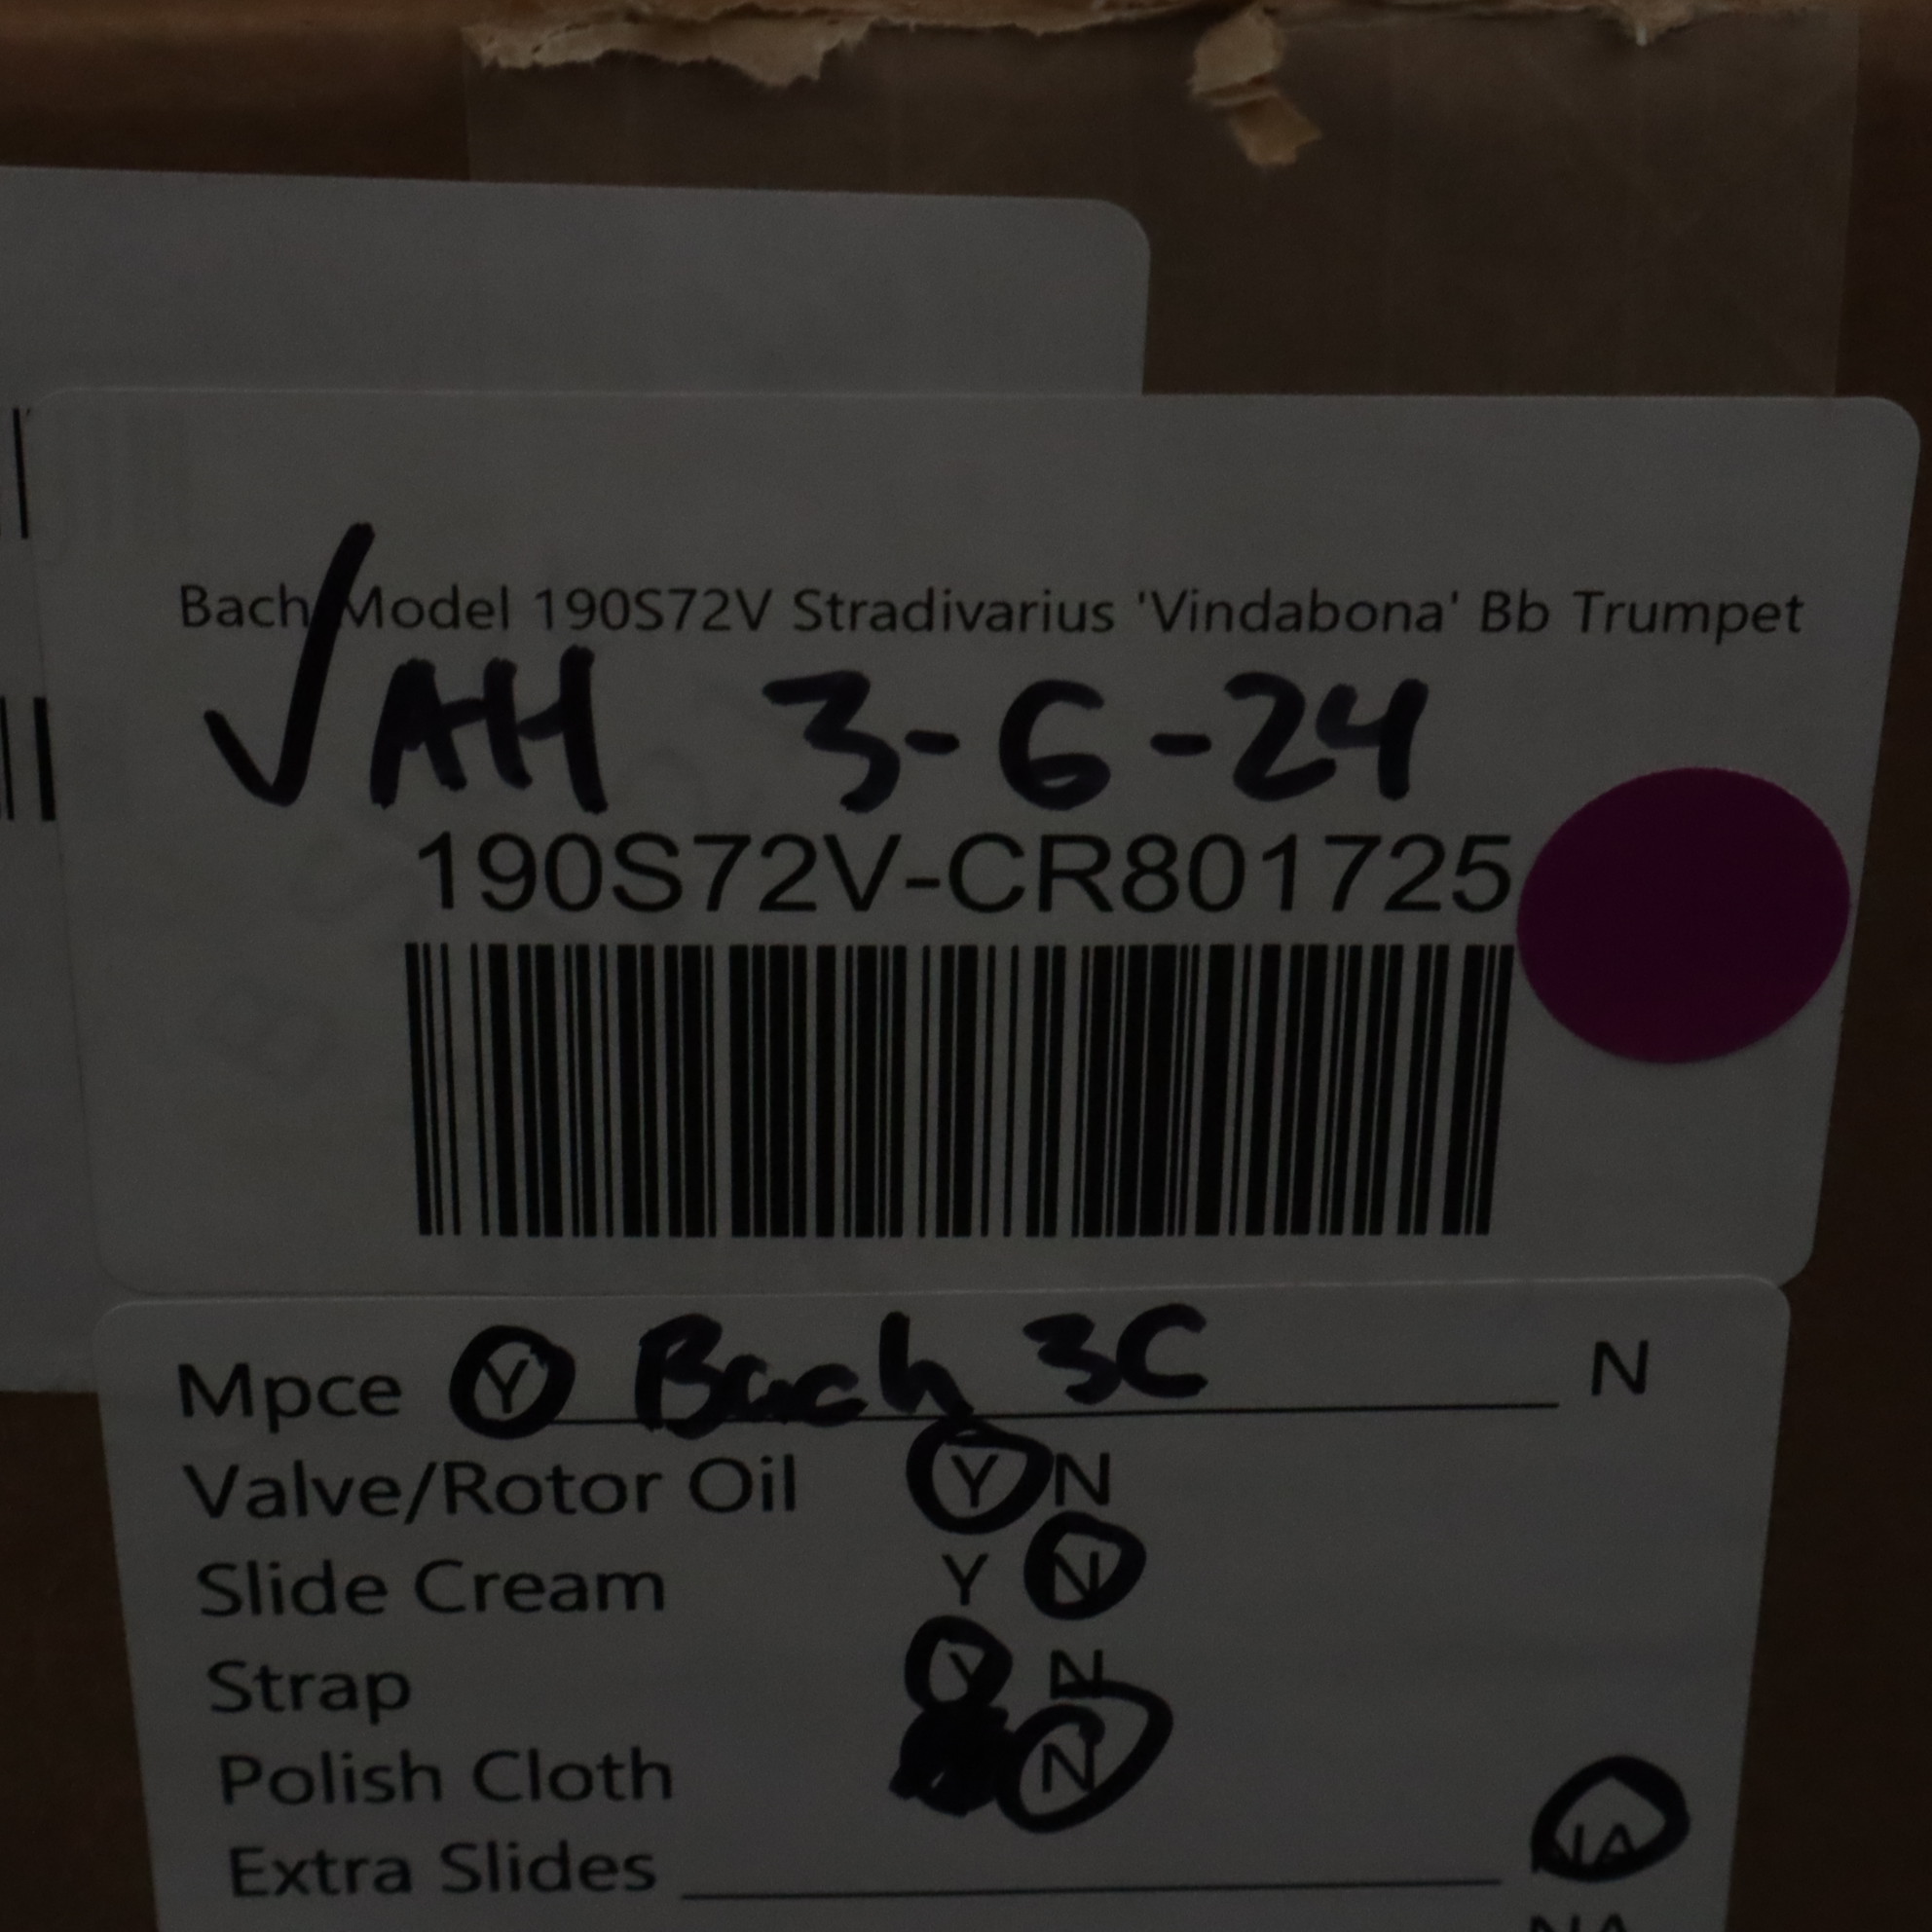 Bach Model 190S72V Stradivarius 'Vindabona' Bb Trumpet
√ AH 3-6-24
190S72V-CR801725
Mpce Y Bach 3C N
Valve/Rotor Oil Y N
Slide Cream Y N
Strap Y N
Polish Cloth N
Extra Slides NA
NA